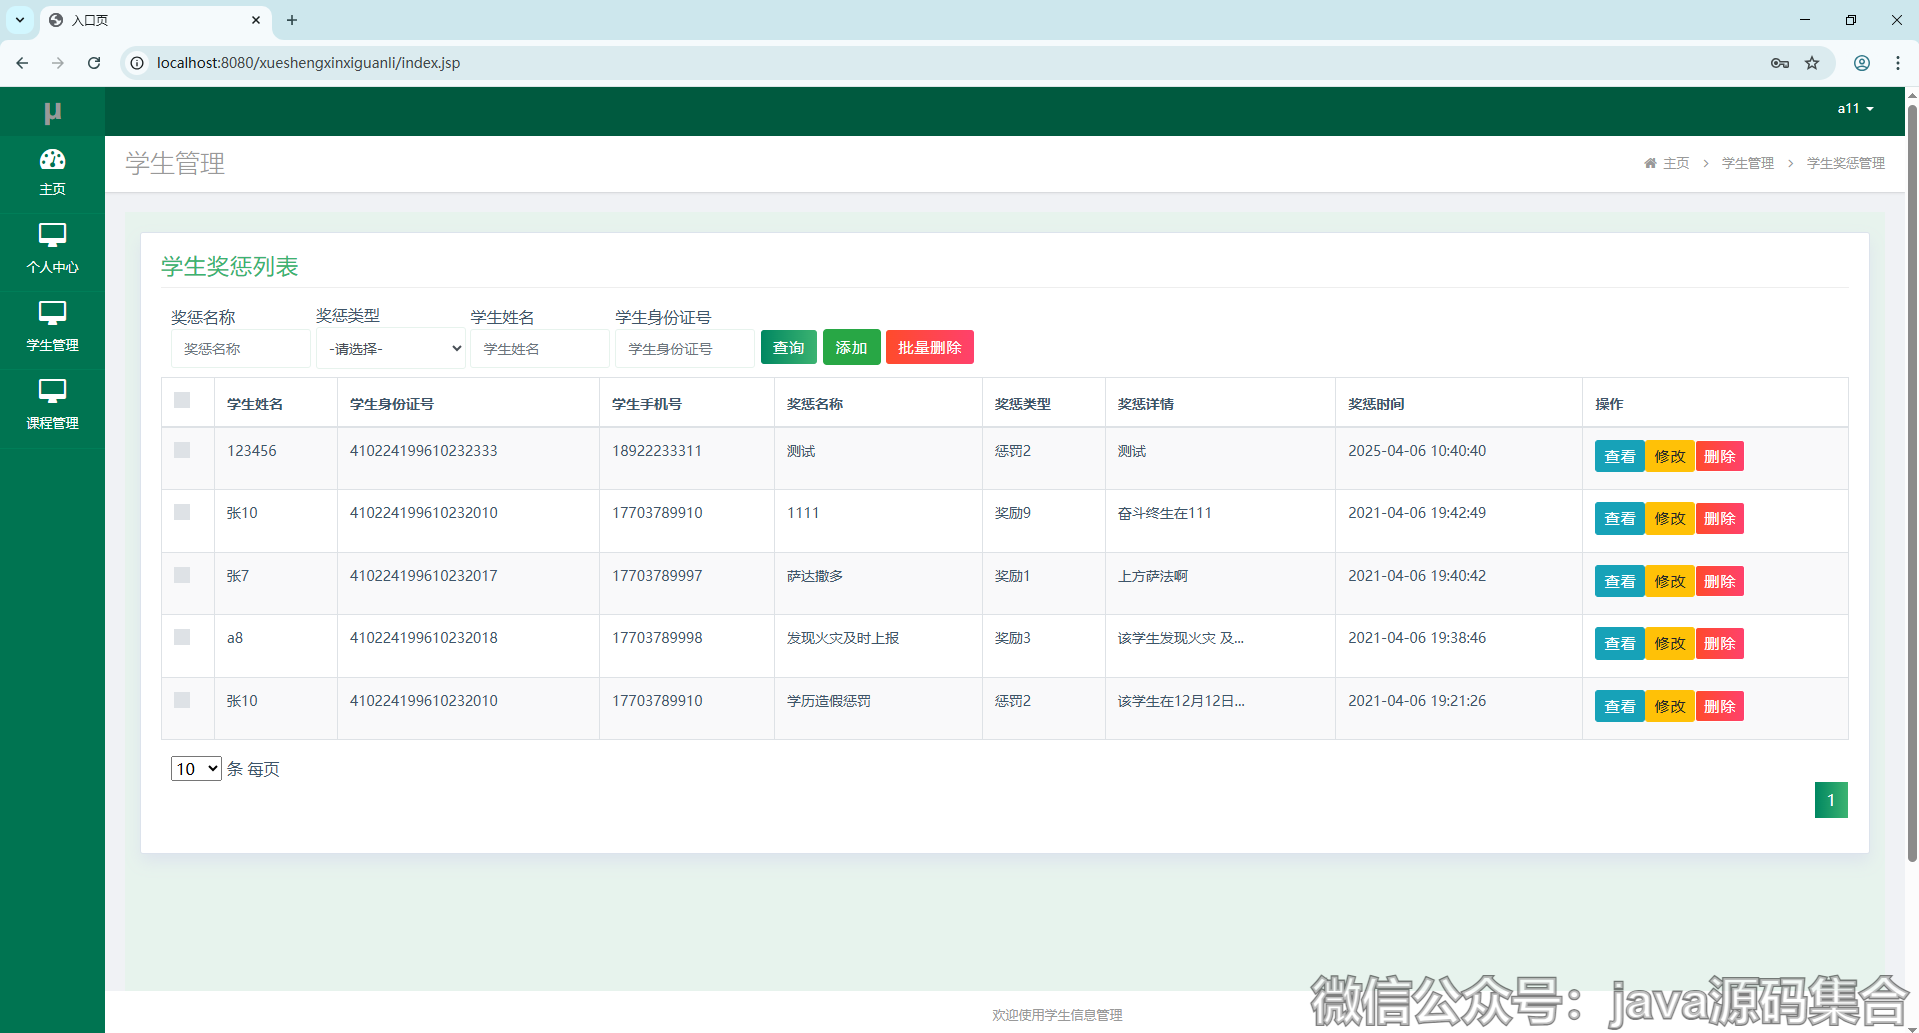 入口页
localhost:8080/xueshengxinxiguanli/index.jsp
μ
a11
主页
个人中心
学生管理
课程管理
学生管理
主页 > 学生管理 > 学生奖惩管理
学生奖惩列表
奖惩名称 奖惩类型 学生姓名 学生身份证号
奖惩名称 -请选择- 学生姓名 学生身份证号 查询 添加 批量删除
学生姓名 学生身份证号 学生手机号 奖惩名称 奖惩类型 奖惩详情 奖惩时间 操作
123456 410224199610232333 18922233311 测试 惩罚2 测试 2025-04-06 10:40:40 查看 修改 删除
张10 410224199610232010 17703789910 1111 奖励9 奋斗终生在111 2021-04-06 19:42:49 查看 修改 删除
张7 410224199610232017 17703789997 萨达撒多 奖励1 上方萨法啊 2021-04-06 19:40:42 查看 修改 删除
a8 410224199610232018 17703789998 发现火灾及时上报 奖励3 该学生发现火灾 及... 2021-04-06 19:38:46 查看 修改 删除
张10 410224199610232010 17703789910 学历造假惩罚 惩罚2 该学生在12月12日... 2021-04-06 19:21:26 查看 修改 删除
10 条 每页
1
欢迎使用学生信息管理
微信公众号：java源码集合